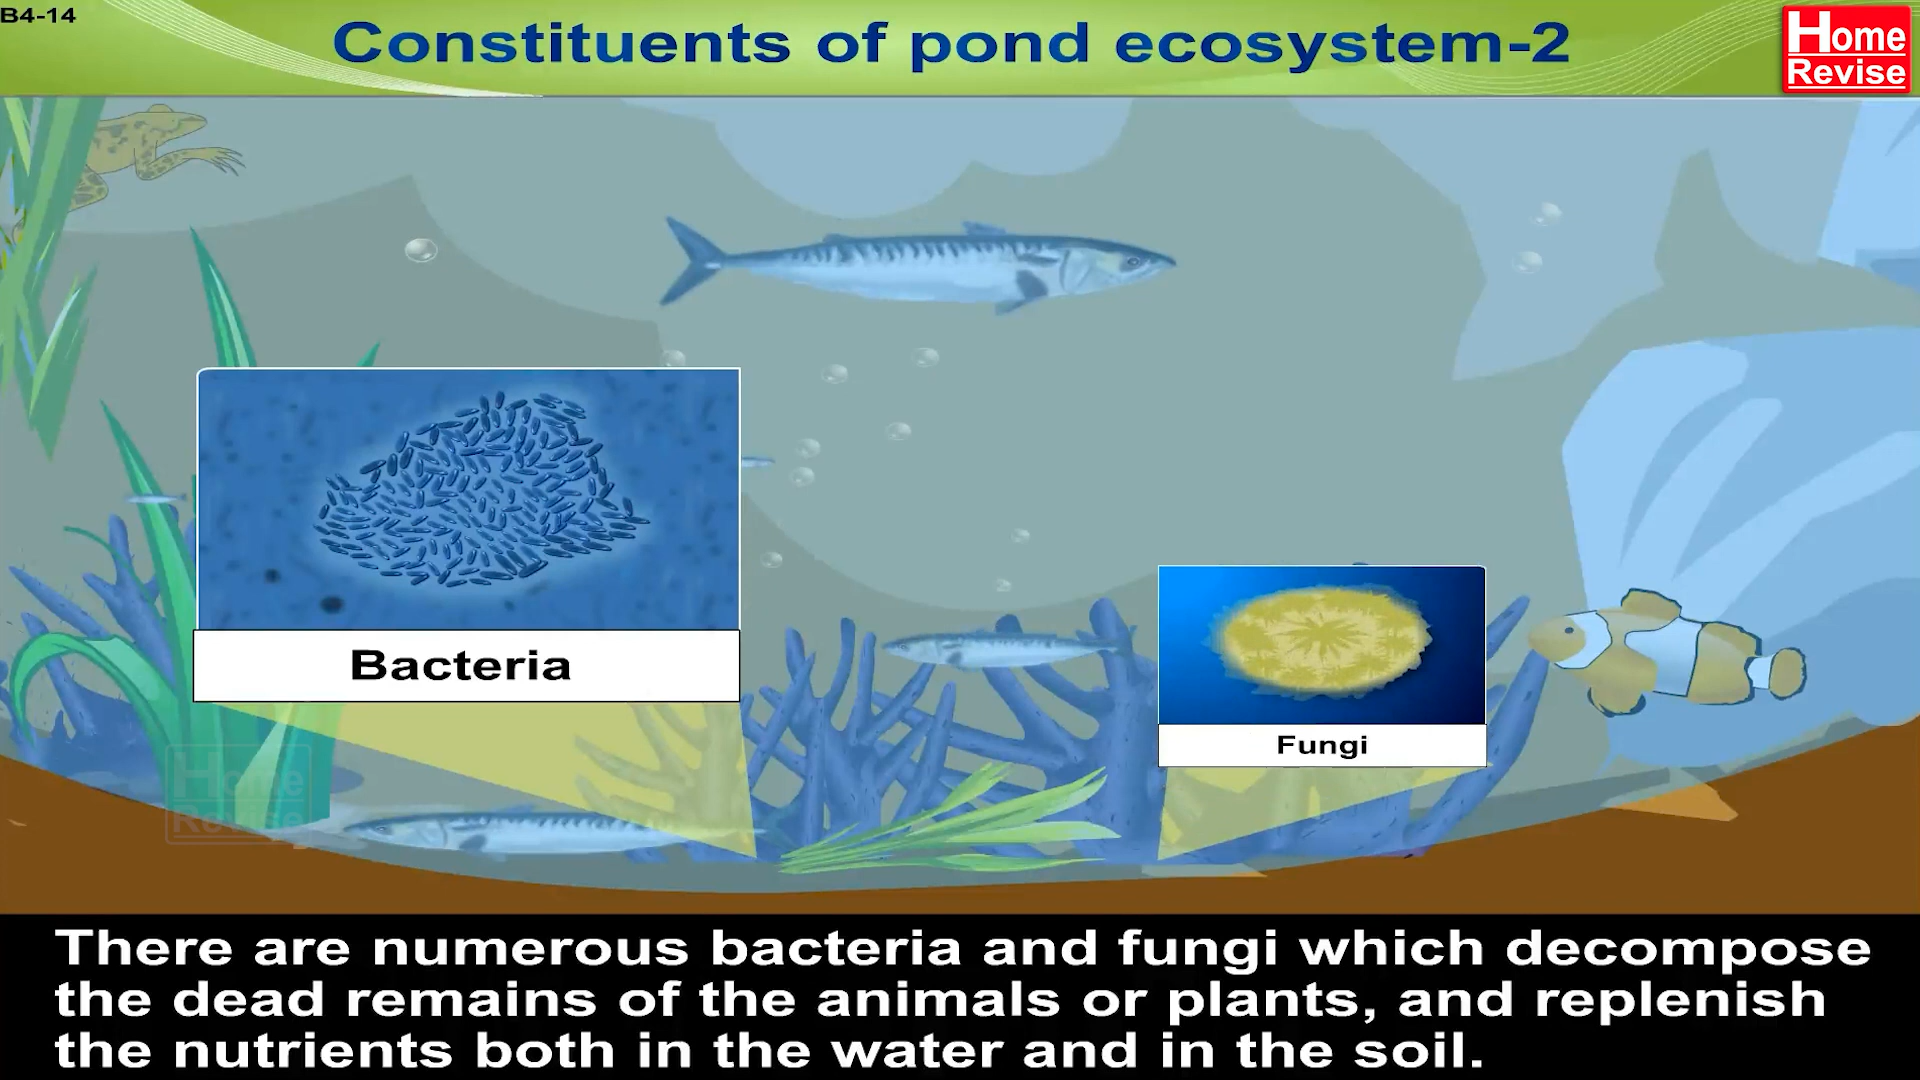 B4-14
Constituents of pond ecosystem-2
Home
Revise
Bacteria
Fungi
Home
Revise
There are numerous bacteria and fungi which decompose
the dead remains of the animals or plants, and replenish
the nutrients both in the water and in the soil.